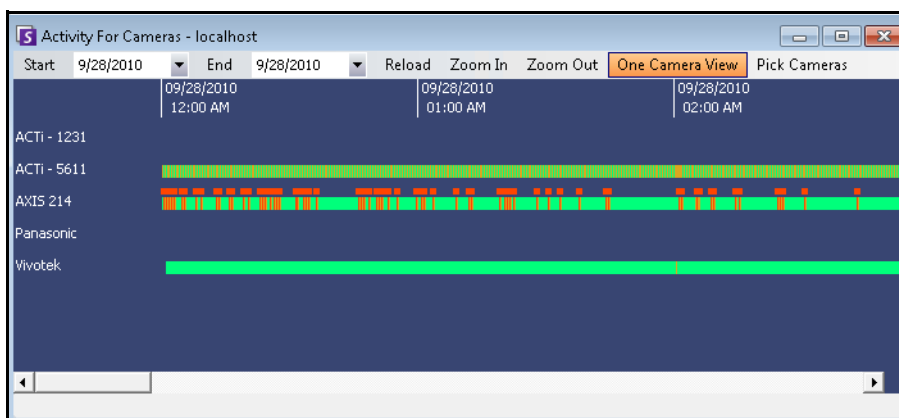 Activity For Cameras - localhost
Start 9/28/2010 End 9/28/2010 Reload Zoom In Zoom Out One Camera View Pick Cameras
09/28/2010 09/28/2010 09/28/2010
12:00 AM 01:00 AM 02:00 AM
ACTi - 1231
ACTi - 5611
AXIS 214
Panasonic
Vivotek